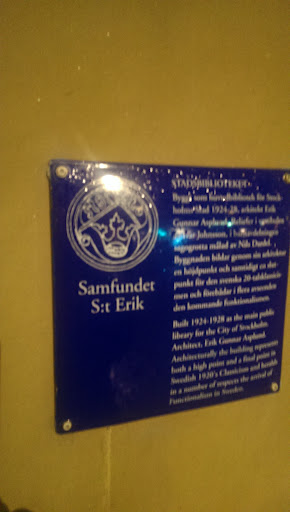 Samfundet
S:t Erik
STADSBIBLIOTEKET
Byggt som huvudbibliotek för Stock-
holms stad 1924-28, arkitekt Erik
Gunnar Asplund. Reliefer i
Ivar Johnsson, i
sagogrotta målad av Nils Dardel.
Byggnaden bildar genom sin arkitektur
en höjdpunkt och samtidigt en slut-
punkt för den svenska 20-talsklassicis-
men och förebådar i flera avseenden
den kommande funktionalismen.
Built 1924-1928 as the main public
library for the City of Stockholm.
Architect, Erik Gunnar Asplund.
Architecturally the building represents
both a high point and a final point in
Swedish 1920's Classicism and heralds
in a number of respects the arrival of
Functionalism in Sweden.